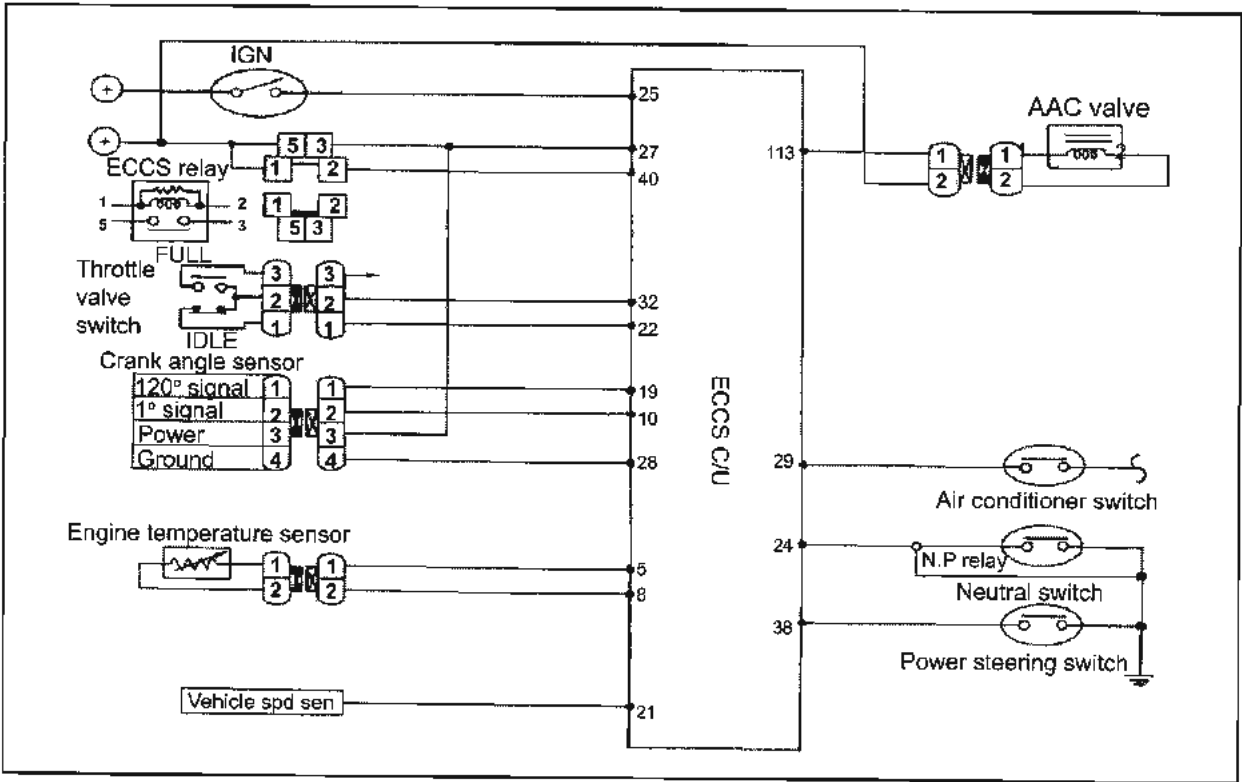 IGN
+
25
AAC valve
+
5 3
27
113
1 1 2
ECCS relay
1 2
40
2 2
1 2
5 3
1 2
5 3
FULL
Throttle valve switch
3 3
2 2
32
1 1
22
IDLE
Crank angle sensor
120° signal 1 1
19
1° signal 2 2
10
Power 3 3
Ground 4 4
28
ECCS C/U
29
Air conditioner switch
Engine temperature sensor
1 1
5
2 2
8
24
N.P relay
Neutral switch
38
Power steering switch
Vehicle spd sen
21